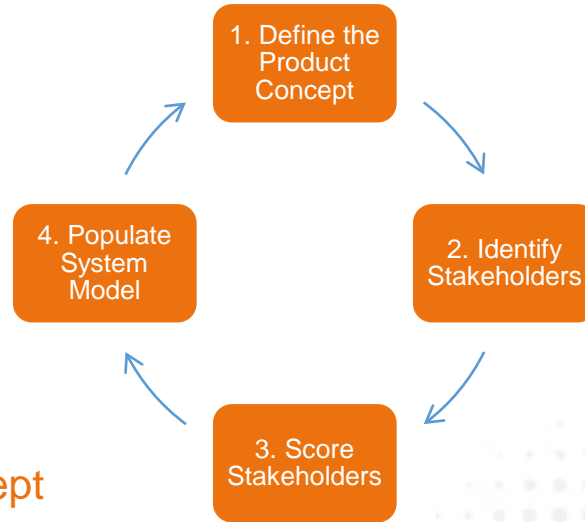 1. Define the
Product
Concept
4. Populate
System
Model
2. Identify
Stakeholders
3. Score
Stakeholders
ept